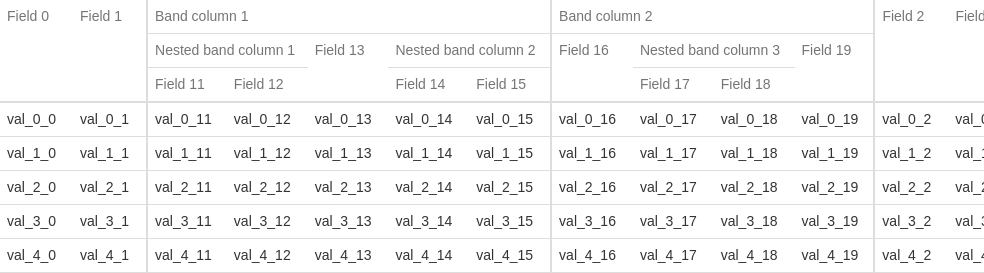 Field 0 Field 1 Band column 1 Band column 2 Field 2
Nested band column 1 Field 13 Nested band column 2 Field 16 Nested band column 3 Field 19
Field 11 Field 12 Field 14 Field 15 Field 17 Field 18
val_0_0 val_0_1 val_0_11 val_0_12 val_0_13 val_0_14 val_0_15 val_0_16 val_0_17 val_0_18 val_0_19 val_0_2
val_1_0 val_1_1 val_1_11 val_1_12 val_1_13 val_1_14 val_1_15 val_1_16 val_1_17 val_1_18 val_1_19 val_1_2
val_2_0 val_2_1 val_2_11 val_2_12 val_2_13 val_2_14 val_2_15 val_2_16 val_2_17 val_2_18 val_2_19 val_2_2
val_3_0 val_3_1 val_3_11 val_3_12 val_3_13 val_3_14 val_3_15 val_3_16 val_3_17 val_3_18 val_3_19 val_3_2
val_4_0 val_4_1 val_4_11 val_4_12 val_4_13 val_4_14 val_4_15 val_4_16 val_4_17 val_4_18 val_4_19 val_4_2